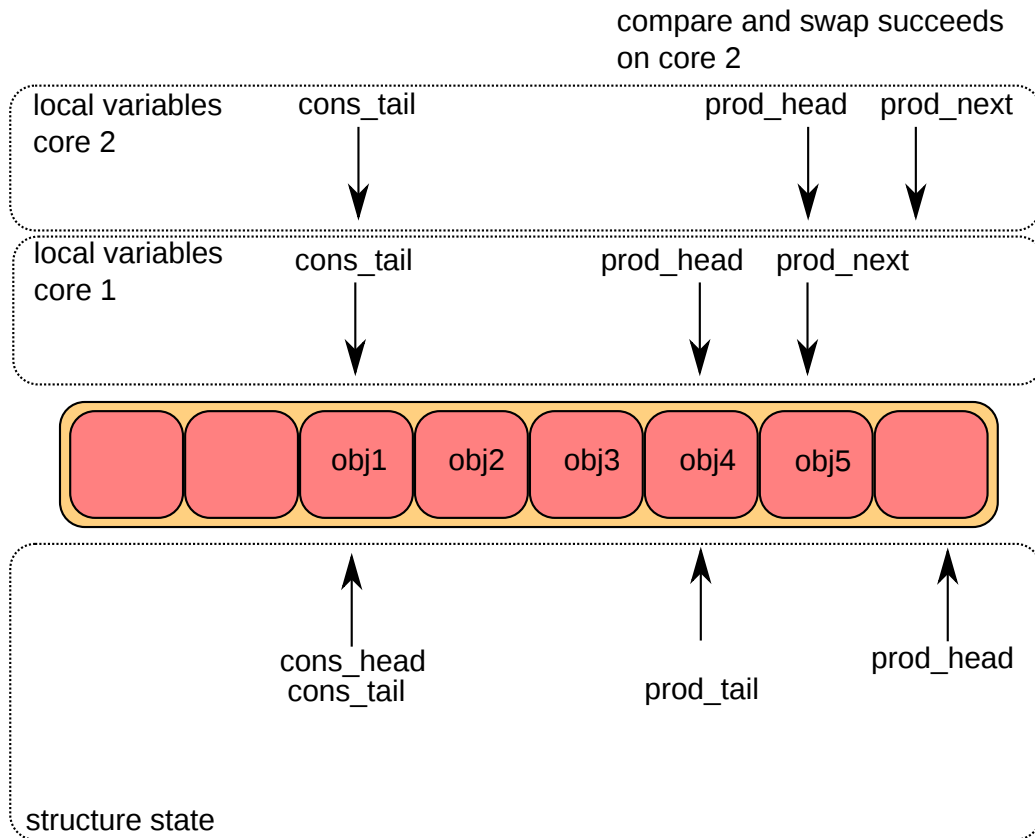 compare and swap succeeds
on core 2
local variables
core 2
cons_tail
prod_head
prod_next
local variables
core 1
cons_tail
prod_head
prod_next
obj1
obj2
obj3
obj4
obj5
cons_head
cons_tail
prod_tail
prod_head
structure state